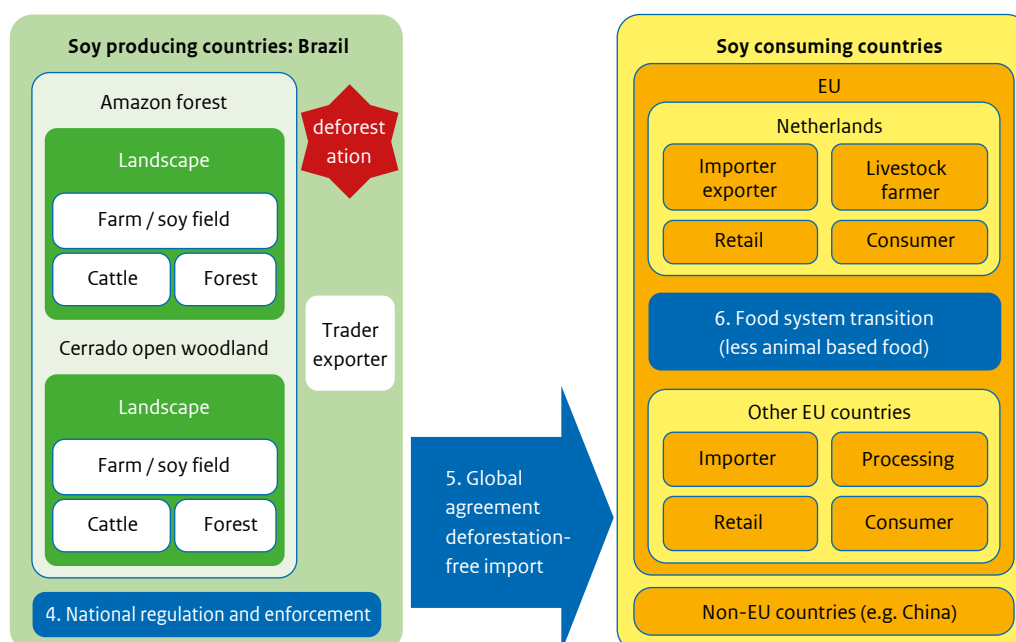 Soy producing countries: Brazil
Amazon forest
Landscape
Farm / soy field
Cattle
Forest
Cerrado open woodland
Landscape
Farm / soy field
Cattle
Forest
deforest
ation
Trader
exporter
4. National regulation and enforcement
5. Global
agreement
deforestation-
free import
Soy consuming countries
EU
Netherlands
Importer
exporter
Livestock
farmer
Retail
Consumer
6. Food system transition
(less animal based food)
Other EU countries
Importer
Processing
Retail
Consumer
Non-EU countries (e.g. China)